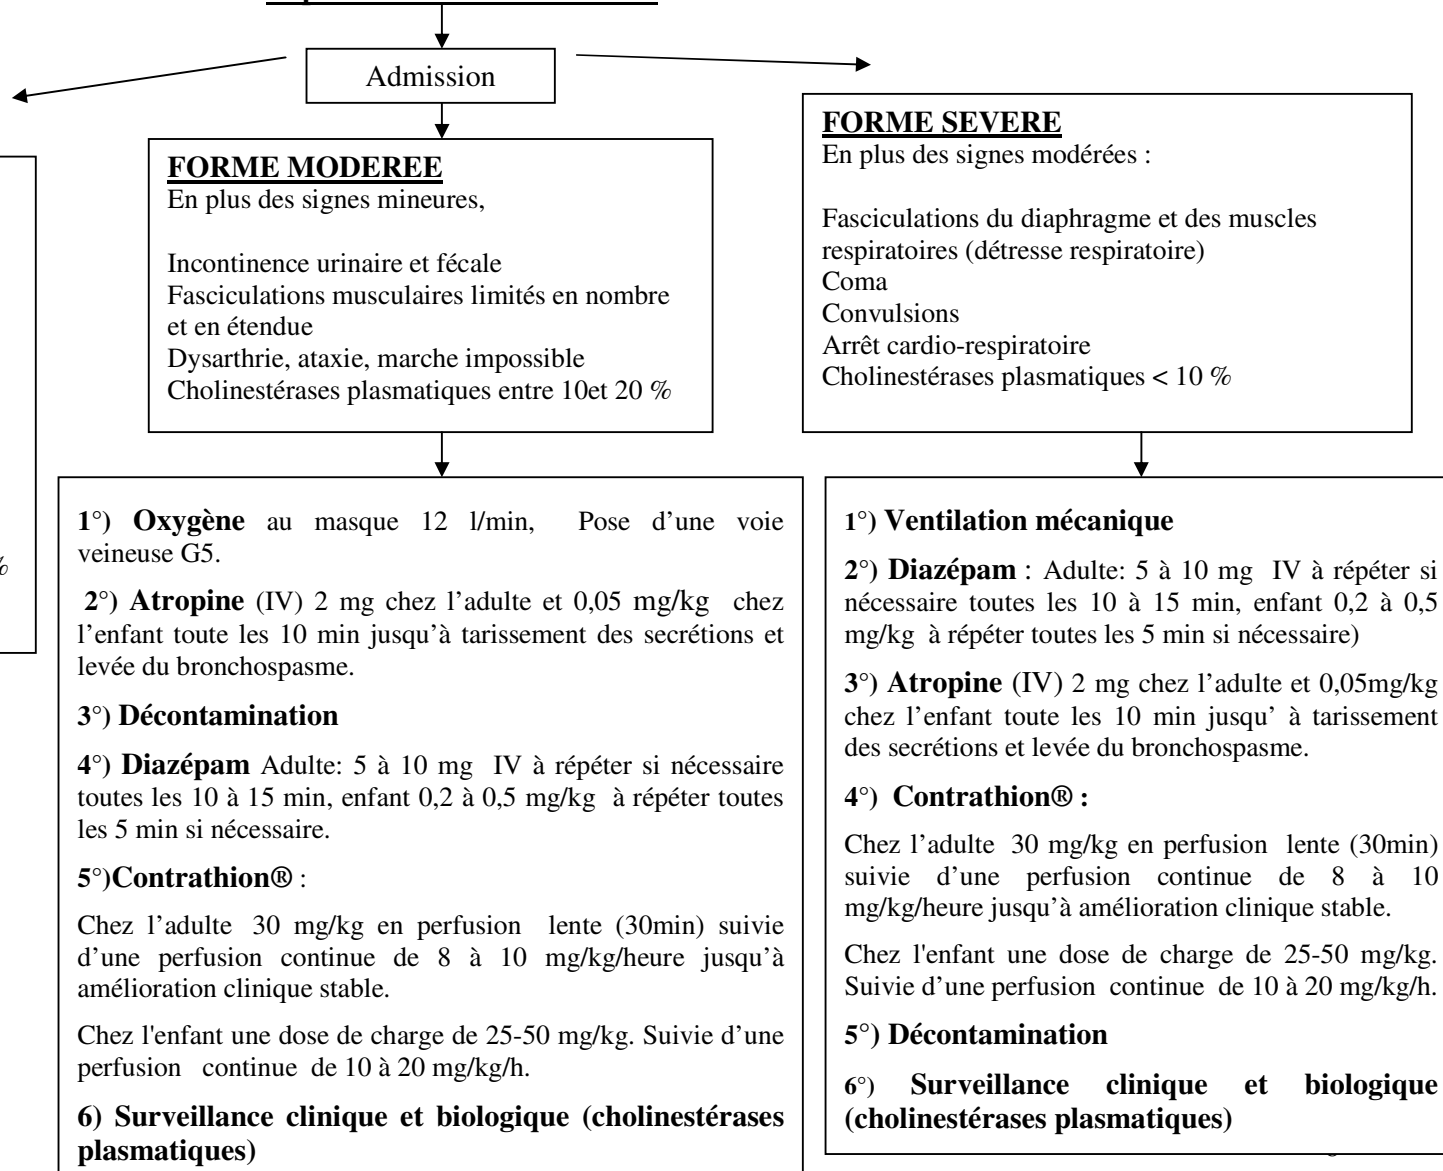 Admission
FORME MODEREE
En plus des signes mineures,
Incontinence urinaire et fécale
Fasciculations musculaires limités en nombre
et en étendue
Dysarthrie, ataxie, marche impossible
Cholinestérases plasmatiques entre 10et 20 %
FORME SEVERE
En plus des signes modérées :
Fasciculations du diaphragme et des muscles
respiratoires (détresse respiratoire)
Coma
Convulsions
Arrêt cardio-respiratoire
Cholinestérases plasmatiques < 10 %
%
1°) Oxygène au masque 12 l/min, Pose d’une voie
veineuse G5.
2°) Atropine (IV) 2 mg chez l’adulte et 0,05 mg/kg chez
l’enfant toute les 10 min jusqu’à tarissement des secrétions et
levée du bronchospasme.
3°) Décontamination
4°) Diazépam Adulte: 5 à 10 mg IV à répéter si nécessaire
toutes les 10 à 15 min, enfant 0,2 à 0,5 mg/kg à répéter toutes
les 5 min si nécessaire.
5°)Contrathion® :
Chez l’adulte 30 mg/kg en perfusion lente (30min) suivie
d’une perfusion continue de 8 à 10 mg/kg/heure jusqu’à
amélioration clinique stable.
Chez l'enfant une dose de charge de 25-50 mg/kg. Suivie d’une
perfusion continue de 10 à 20 mg/kg/h.
6) Surveillance clinique et biologique (cholinestérases
plasmatiques)
1°) Ventilation mécanique
2°) Diazépam : Adulte: 5 à 10 mg IV à répéter si
nécessaire toutes les 10 à 15 min, enfant 0,2 à 0,5
mg/kg à répéter toutes les 5 min si nécessaire)
3°) Atropine (IV) 2 mg chez l’adulte et 0,05mg/kg
chez l’enfant toute les 10 min jusqu’ à tarissement
des secrétions et levée du bronchospasme.
4°) Contrathion® :
Chez l’adulte 30 mg/kg en perfusion lente (30min)
suivie d’une perfusion continue de 8 à 10
mg/kg/heure jusqu’à amélioration clinique stable.
Chez l'enfant une dose de charge de 25-50 mg/kg.
Suivie d’une perfusion continue de 10 à 20 mg/kg/h.
5°) Décontamination
6°) Surveillance clinique et biologique
(cholinestérases plasmatiques)